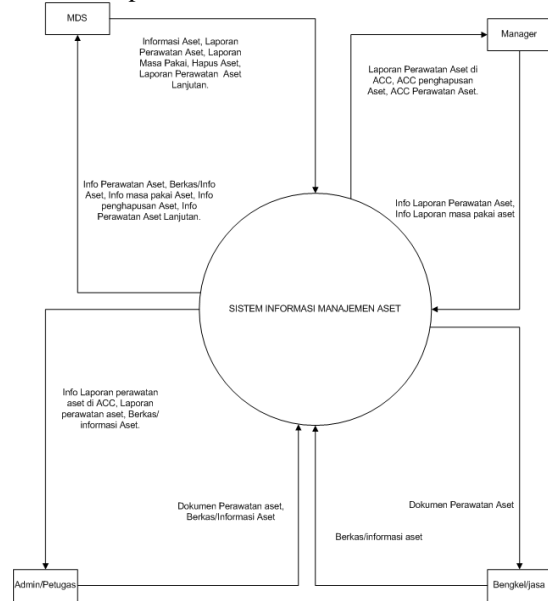 MDS
Manager
Informasi Aset, Laporan
Perawatan Aset, Laporan
Masa Pakai, Hapus Aset,
Laporan Perawatan Aset
Lanjutan.
Laporan Perawatan Aset di
ACC, ACC penghapusan
Aset, ACC Perawatan Aset.
Info Perawatan Aset, Berkas/Info
Aset, Info masa pakai Aset, Info
penghapusan Aset, Info
Perawatan Aset Lanjutan.
Info Laporan Perawatan Aset,
Info Laporan masa pakai aset
SISTEM INFORMASI MANAJEMEN ASET
Info Laporan perawatan
aset di ACC, Laporan
perawatan aset, Berkas/
informasi Aset.
Dokumen Perawatan aset,
Berkas/Informasi Aset
Dokumen Perawatan Aset
Berkas/informasi aset
Admin/Petugas
Bengkel/jasa